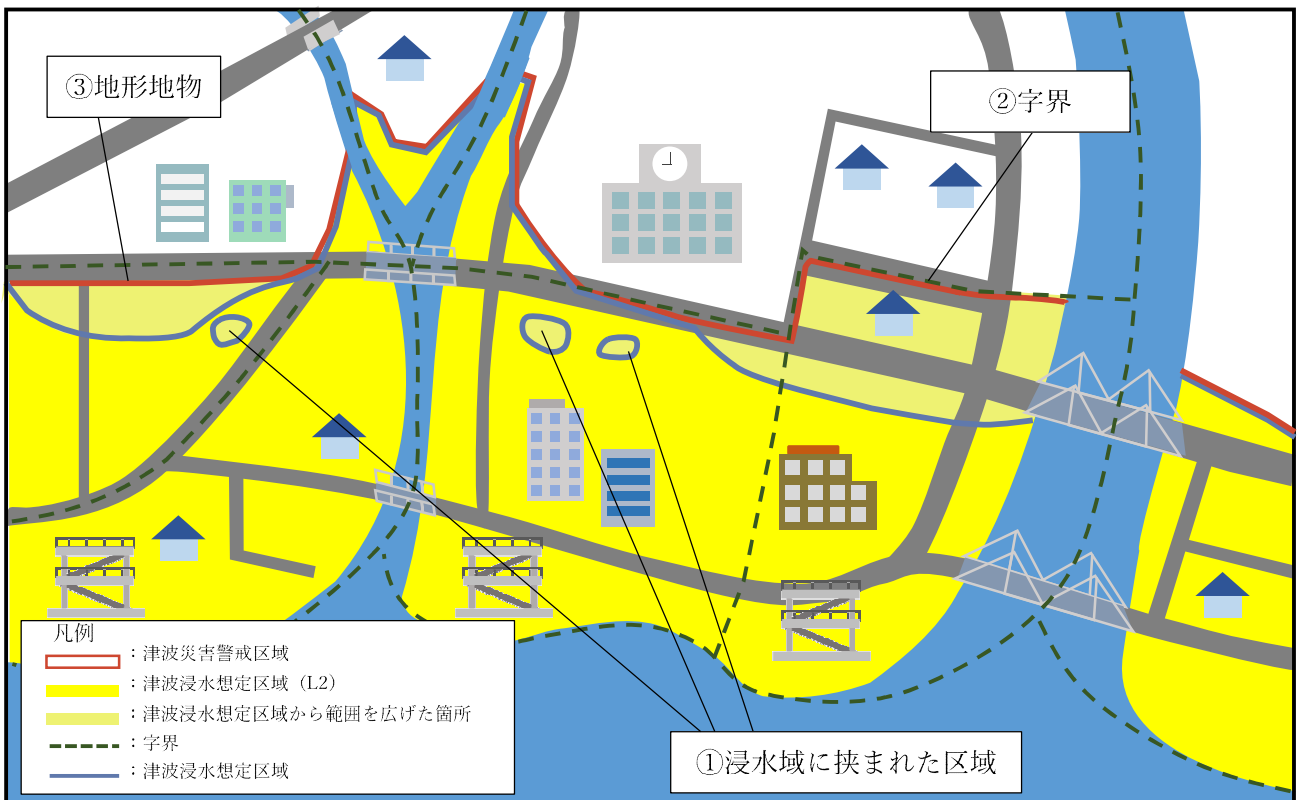 ③地形地物
②字界
凡例
：津波災害警戒区域
：津波浸水想定区域（L2）
：津波浸水想定区域から範囲を広げた箇所
：字界
：津波浸水想定区域
①浸水域に挟まれた区域